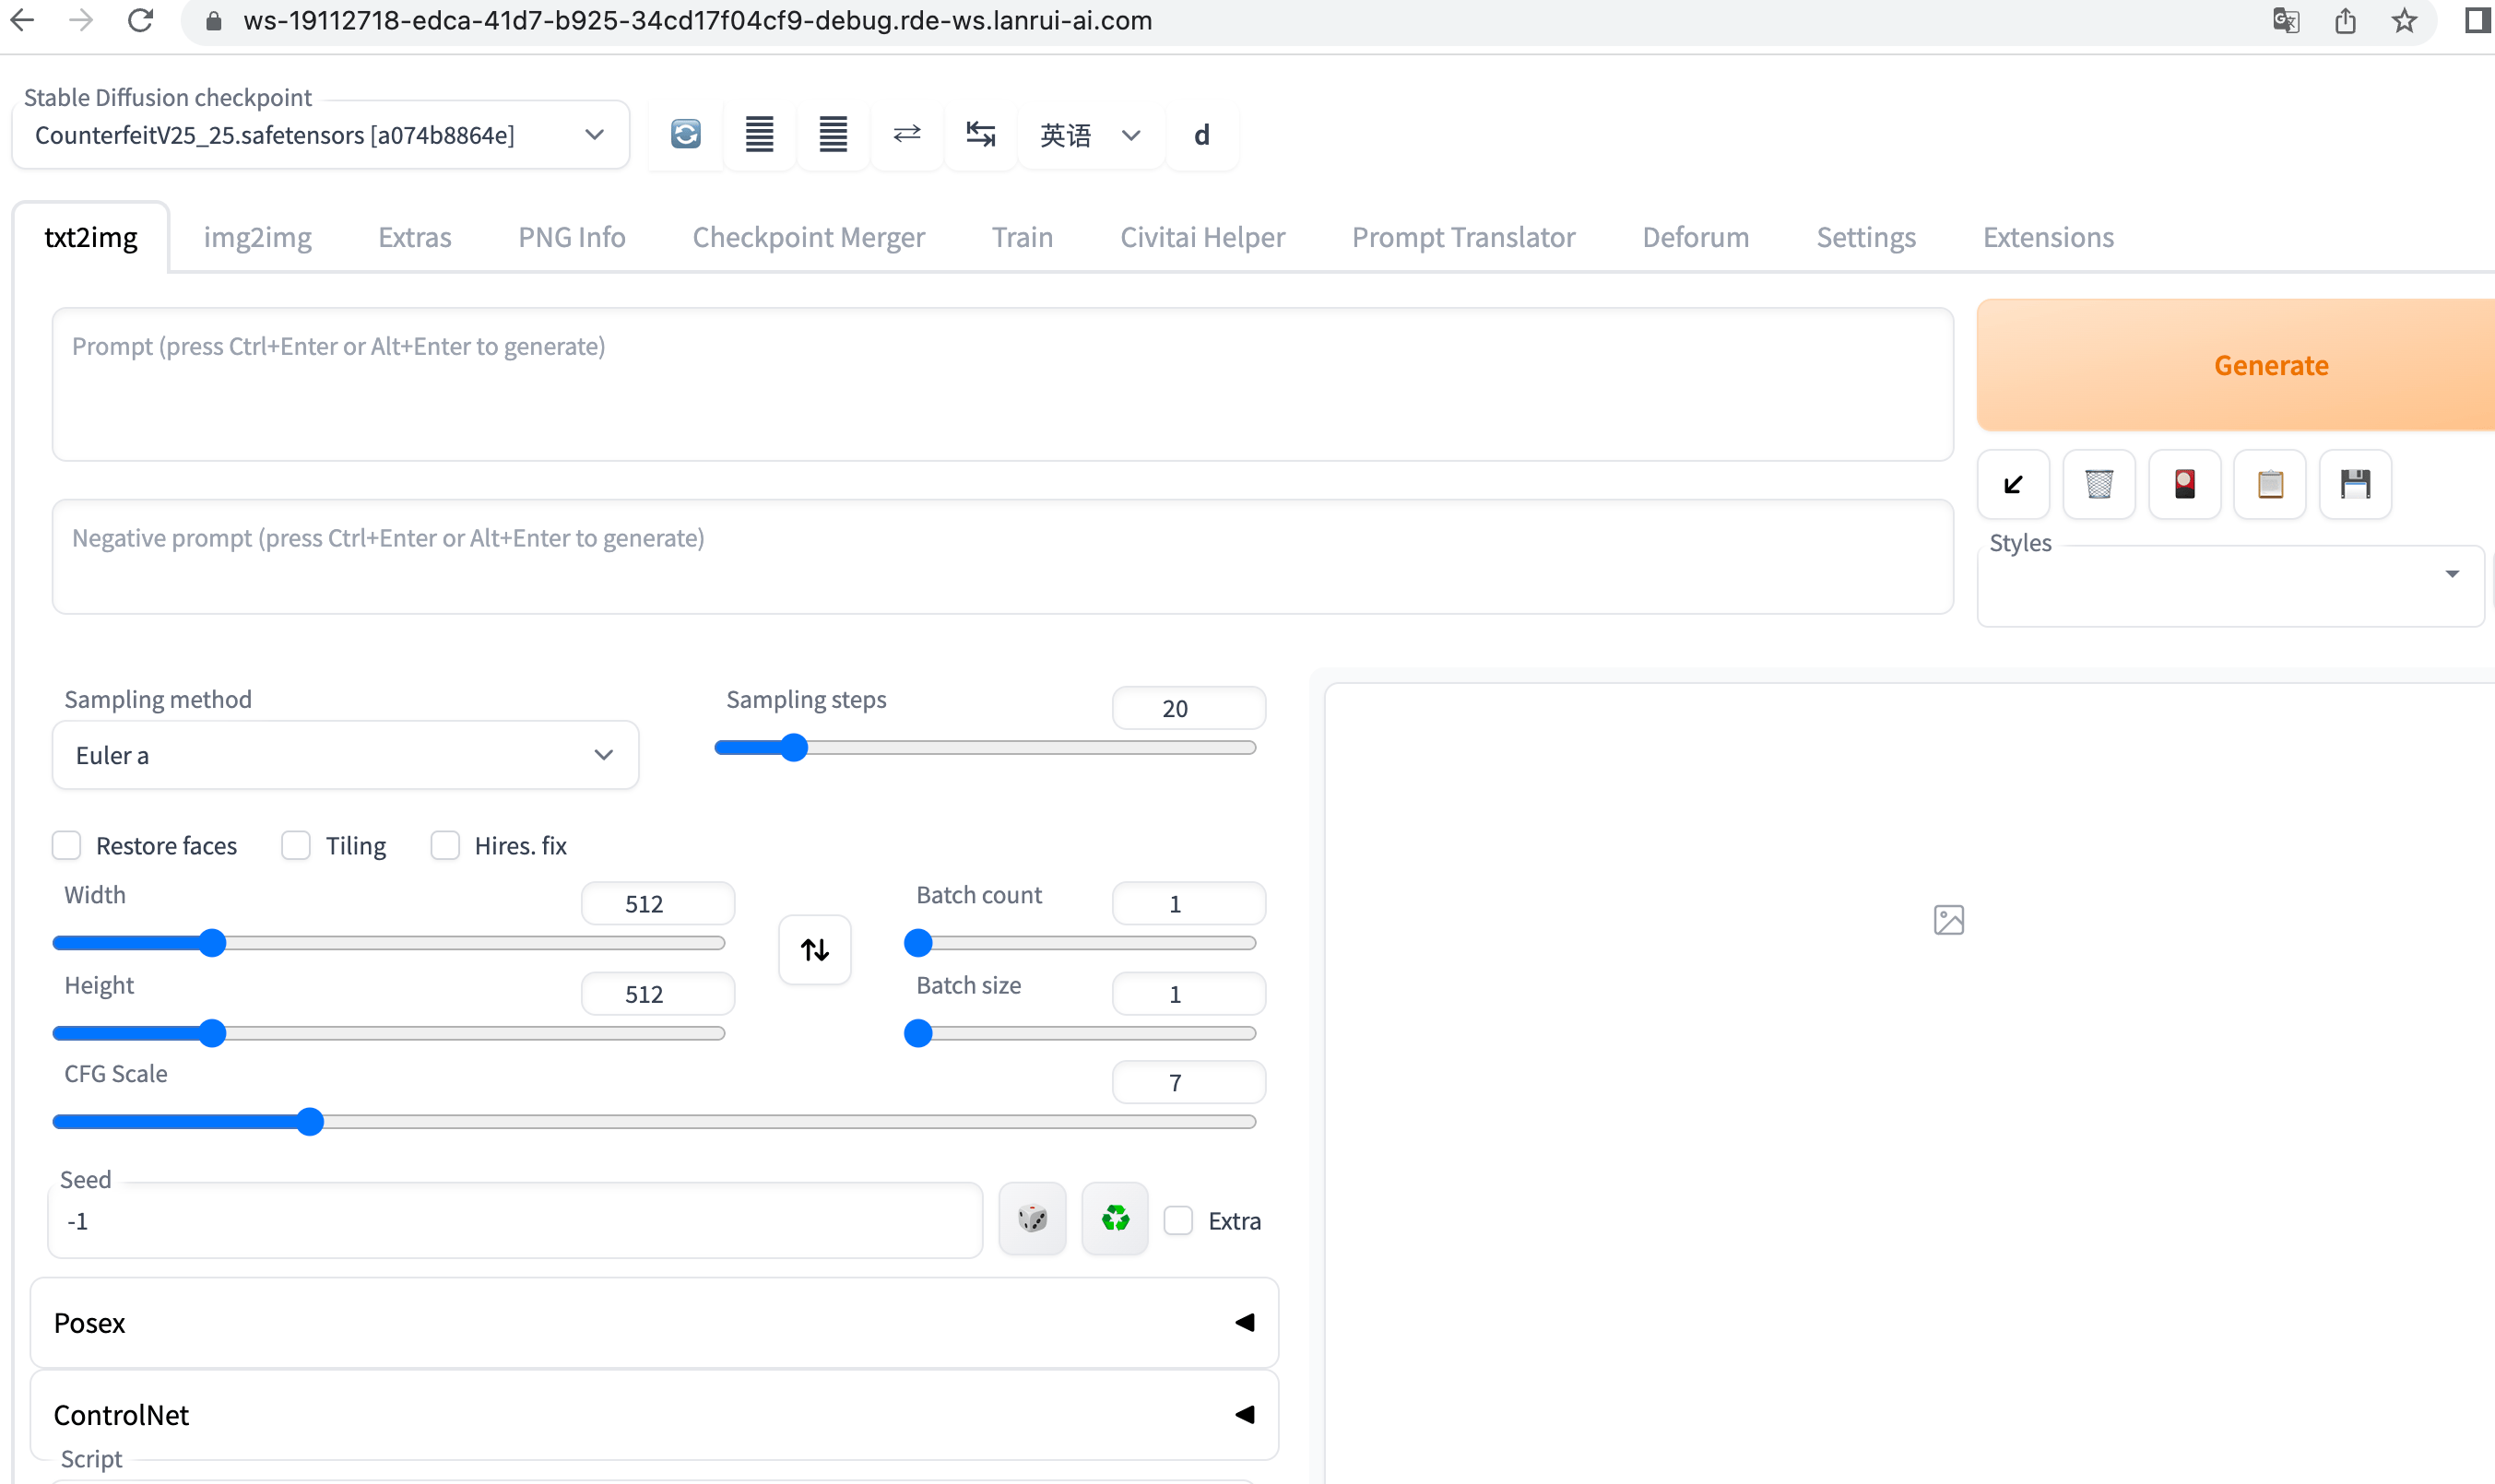 ws-19112718-edca-41d7-b925-34cd17f04cf9-debug.rde-ws.lanrui-ai.com
Stable Diffusion checkpoint
CounterfeitV25_25.safetensors [a074b8864e]
英语
d
txt2img
img2img
Extras
PNG Info
Checkpoint Merger
Train
Civitai Helper
Prompt Translator
Deforum
Settings
Extensions
Prompt (press Ctrl+Enter or Alt+Enter to generate)
Generate
Negative prompt (press Ctrl+Enter or Alt+Enter to generate)
Styles
Sampling method
Euler a
Sampling steps
20
Restore faces
Tiling
Hires. fix
Width
512
Batch count
1
Height
512
Batch size
1
CFG Scale
7
Seed
-1
Extra
Posex
ControlNet
Script